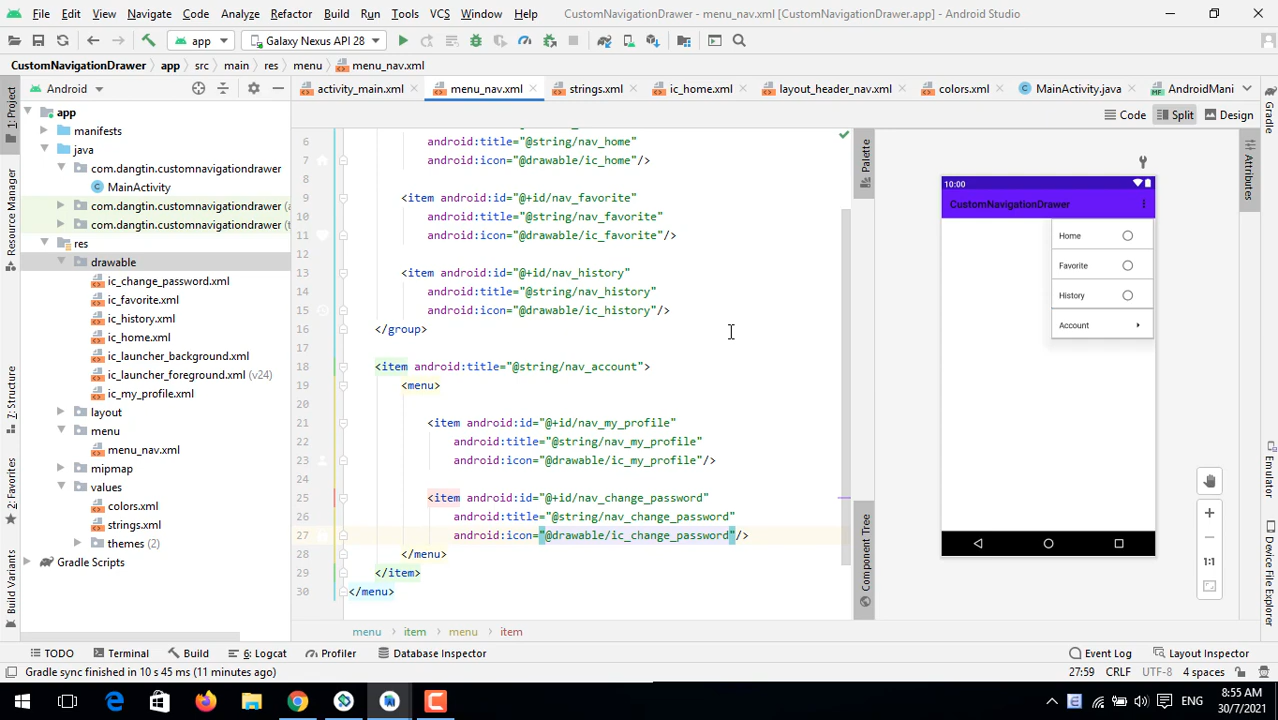 File Edit View Navigate Code Analyze Refactor Build Run Tools VCS Window Help CustomNavigationDrawer - menu_nav.xml [CustomNavigationDrawer.app] - Android Studio
app Galaxy Nexus API 28
CustomNavigationDrawer app src main res menu menu_nav.xml
1: Project
Resource Manager
7: Structure
2: Favorites
Build Variants
Android
app
manifests
java
com.dangtin.customnavigationdrawer
MainActivity
com.dangtin.customnavigationdrawer (a
com.dangtin.customnavigationdrawer (t
res
drawable
ic_change_password.xml
ic_favorite.xml
ic_history.xml
ic_home.xml
ic_launcher_background.xml
ic_launcher_foreground.xml (v24)
ic_my_profile.xml
layout
menu
menu_nav.xml
mipmap
values
colors.xml
strings.xml
themes (2)
Gradle Scripts
activity_main.xml menu_nav.xml strings.xml ic_home.xml layout_header_nav.xml colors.xml MainActivity.java AndroidMani
Code Split Design
6 android:title="@string/nav_home"
7 android:icon="@drawable/ic_home"/>
8
9 <item android:id="@+id/nav_favorite"
10 android:title="@string/nav_favorite"
11 android:icon="@drawable/ic_favorite"/>
12
13 <item android:id="@+id/nav_history"
14 android:title="@string/nav_history"
15 android:icon="@drawable/ic_history"/>
16 </group>
17
18 <item android:title="@string/nav_account">
19 <menu>
20
21 <item android:id="@+id/nav_my_profile"
22 android:title="@string/nav_my_profile"
23 android:icon="@drawable/ic_my_profile"/>
24
25 <item android:id="@+id/nav_change_password"
26 android:title="@string/nav_change_password"
27 android:icon="@drawable/ic_change_password"/>
28 </menu>
29 </item>
30 </menu>
menu item menu item
Palette
Component Tree
10:00
CustomNavigationDrawer
Home
Favorite
History
Account
1:1
Gradle
Attributes
Emulator
Device File Explorer
TODO Terminal Build 6: Logcat Profiler Database Inspector Event Log Layout Inspector
Gradle sync finished in 10 s 45 ms (11 minutes ago) 27:59 CRLF UTF-8 4 spaces
ENG
8:55 AM
30/7/2021